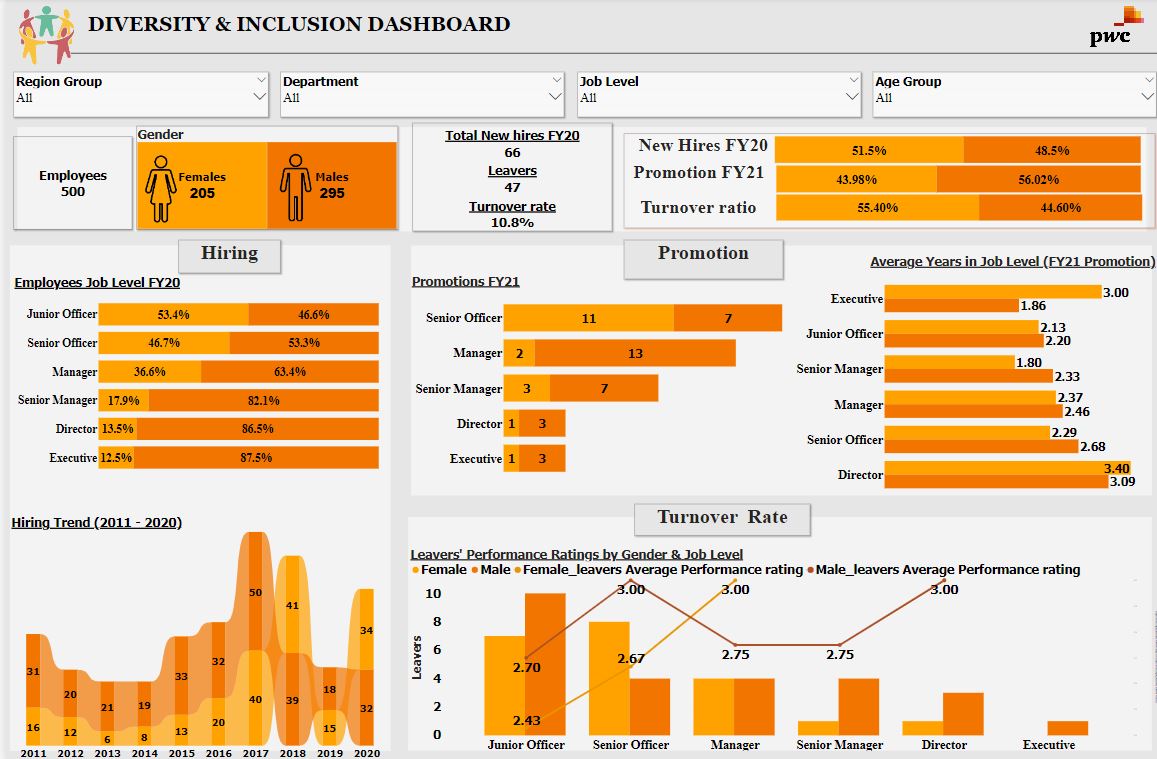 DIVERSITY & INCLUSION DASHBOARD
pwc
Region Group
All
Department
All
Job Level
All
Age Group
All
Employees
500
Gender
Females
205
Males
295
Total New hires FY20
66
Leavers
47
Turnover rate
10.8%
New Hires FY20 51.5% 48.5%
Promotion FY21 43.98% 56.02%
Turnover ratio 55.40% 44.60%
Hiring
Employees Job Level FY20
Junior Officer 53.4% 46.6%
Senior Officer 46.7% 53.3%
Manager 36.6% 63.4%
Senior Manager 17.9% 82.1%
Director 13.5% 86.5%
Executive 12.5% 87.5%
Hiring Trend (2011 - 2020)
50
41
34
31 20 21 19 33 32 40 39 18 32
16 12 6 8 13 20 15
2011 2012 2013 2014 2015 2016 2017 2018 2019 2020
Promotion
Promotions FY21
Senior Officer 11 7
Manager 2 13
Senior Manager 3 7
Director 1 3
Executive 1 3
Average Years in Job Level (FY21 Promotion)
Executive 3.00
1.86
Junior Officer 2.13
2.20
Senior Manager 1.80
2.33
Manager 2.37
2.46
Senior Officer 2.29
2.68
Director 3.40
3.09
Turnover Rate
Leavers' Performance Ratings by Gender & Job Level
Female Male Female_leavers Average Performance rating Male_leavers Average Performance rating
Leavers
10
8
6
4
2
0
3.00 3.00 3.00
2.70 2.67 2.75 2.75
2.43
Junior Officer Senior Officer Manager Senior Manager Director Executive